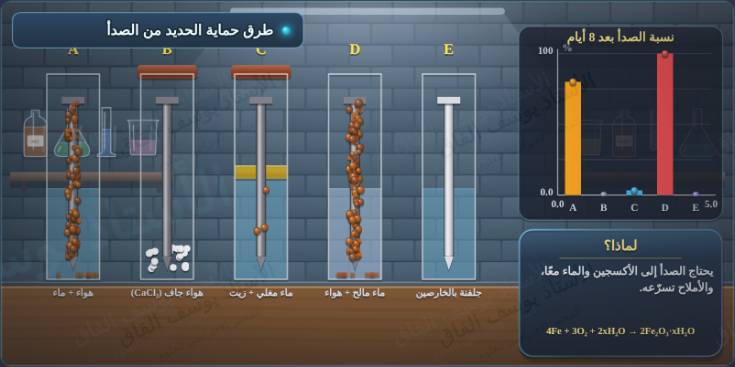 طرق حماية الحديد من الصدأ
A B C D E
هواء + ماء
هواء جاف (CaCl₂)
ماء مغلي + زيت
ماء مالح + هواء
جلفنة بالخارصين
نسبة الصدأ بعد 8 أيام
%
100
0.0
0.0 A B C D E 5.0
لماذا؟
يحتاج الصدأ إلى الأكسجين والماء معًا،
والأملاح تسرّعه.
4Fe + 3O₂ + 2xH₂O → 2Fe₂O₃·xH₂O